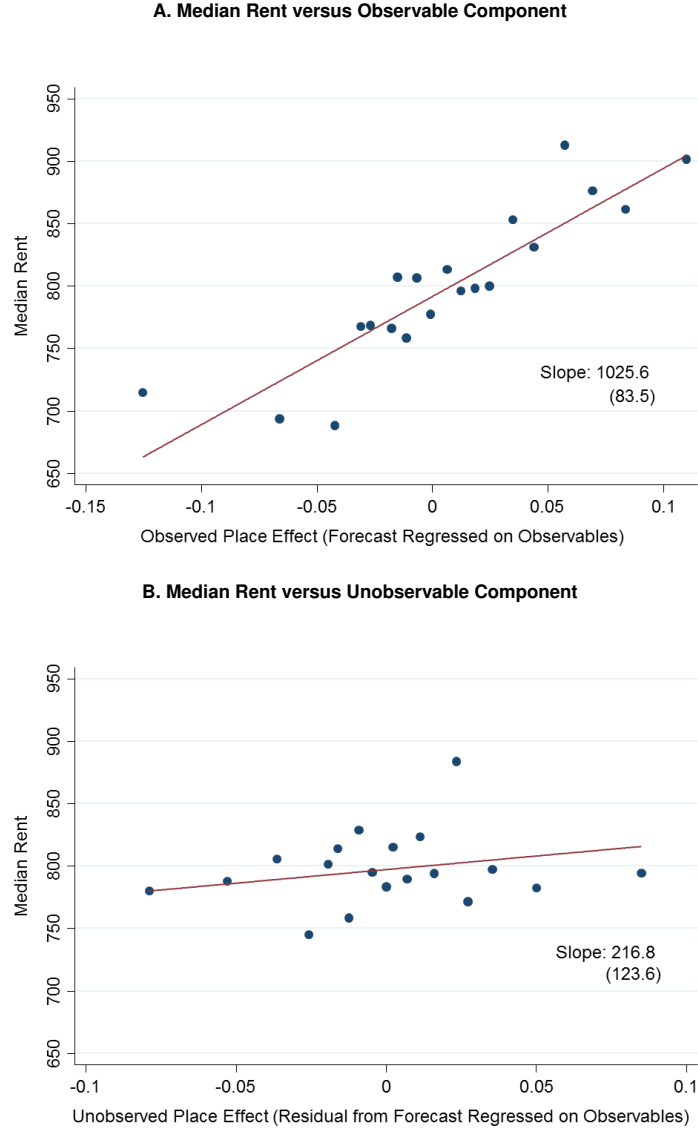 A. Median Rent versus Observable Component
950
900
850
800
750
700
650
Median Rent
Slope: 1025.6
(83.5)
-0.15 -0.1 -0.05 0 0.05 0.1
Observed Place Effect (Forecast Regressed on Observables)
B. Median Rent versus Unobservable Component
950
900
850
800
750
700
650
Median Rent
Slope: 216.8
(123.6)
-0.1 -0.05 0 0.05 0.1
Unobserved Place Effect (Residual from Forecast Regressed on Observables)